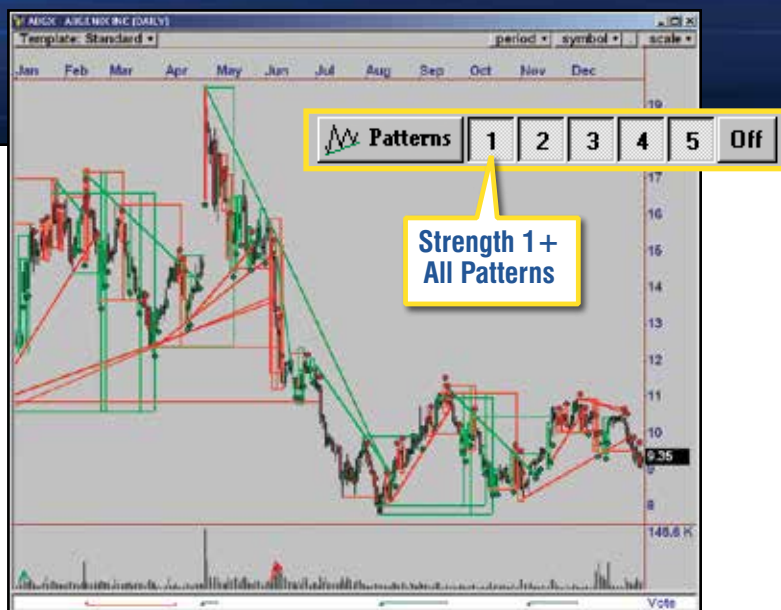 ABGX - ABGENIX INC (DAILY)
Template: Standard
period symbol . scale
Jan Feb Mar Apr May Jun Jul Aug Sep Oct Nov Dec
19
Patterns 1 2 3 4 5 Off
17
16
Strength 1+
All Patterns
15
14
13
12
11
10
9.35
9
8
146.6 K
Vote